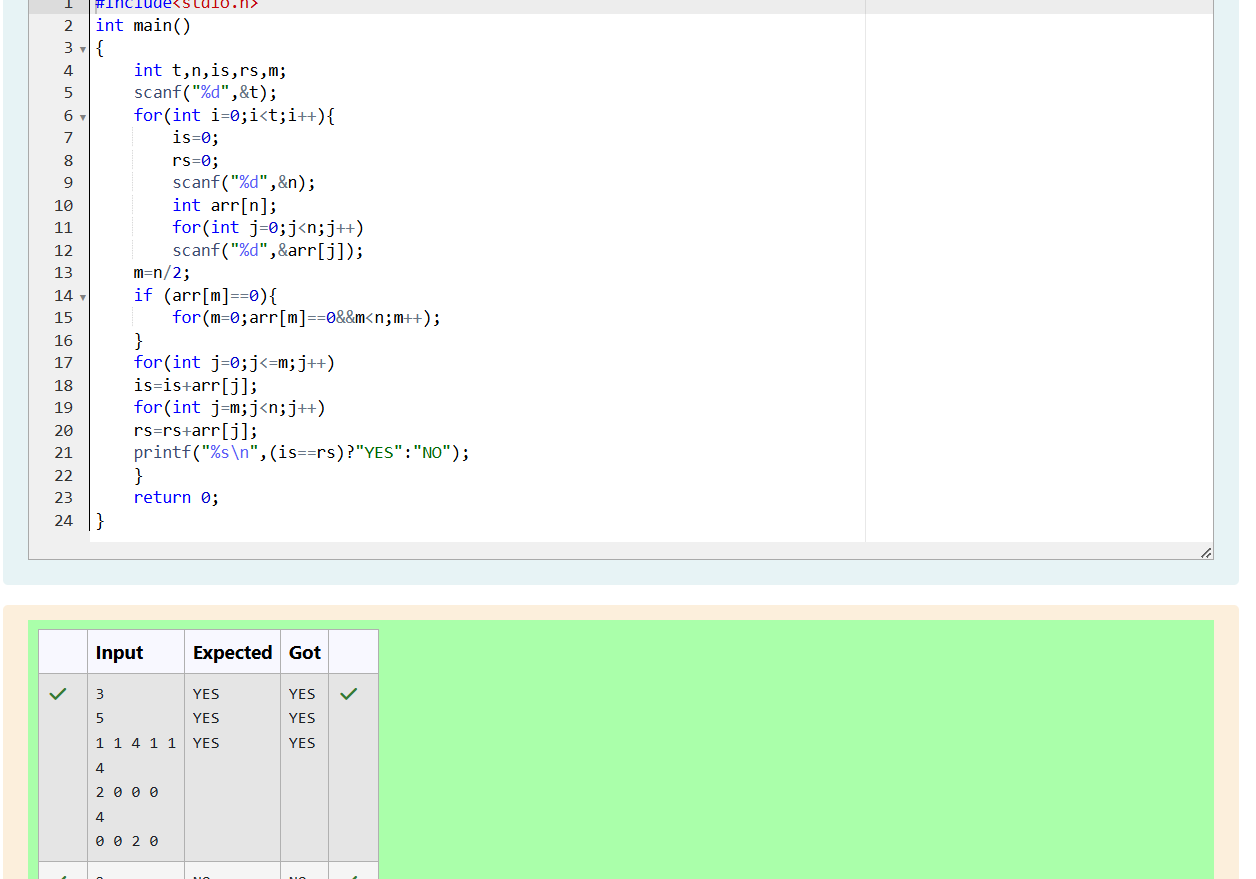 1 #include<stdio.h>
2 int main()
3 {
4 int t,n,is,rs,m;
5 scanf("%d",&t);
6 for(int i=0;i<t;i++){
7 is=0;
8 rs=0;
9 scanf("%d",&n);
10 int arr[n];
11 for(int j=0;j<n;j++)
12 scanf("%d",&arr[j]);
13 m=n/2;
14 if (arr[m]==0){
15 for(m=0;arr[m]==0&&m<n;m++);
16 }
17 for(int j=0;j<=m;j++)
18 is=is+arr[j];
19 for(int j=m;j<n;j++)
20 rs=rs+arr[j];
21 printf("%s\n",(is==rs)?"YES":"NO");
22 }
23 return 0;
24 }
Input Expected Got
3 YES YES
5 YES YES
1 1 4 1 1 YES YES
4
2 0 0 0
4
0 0 2 0
NO NO